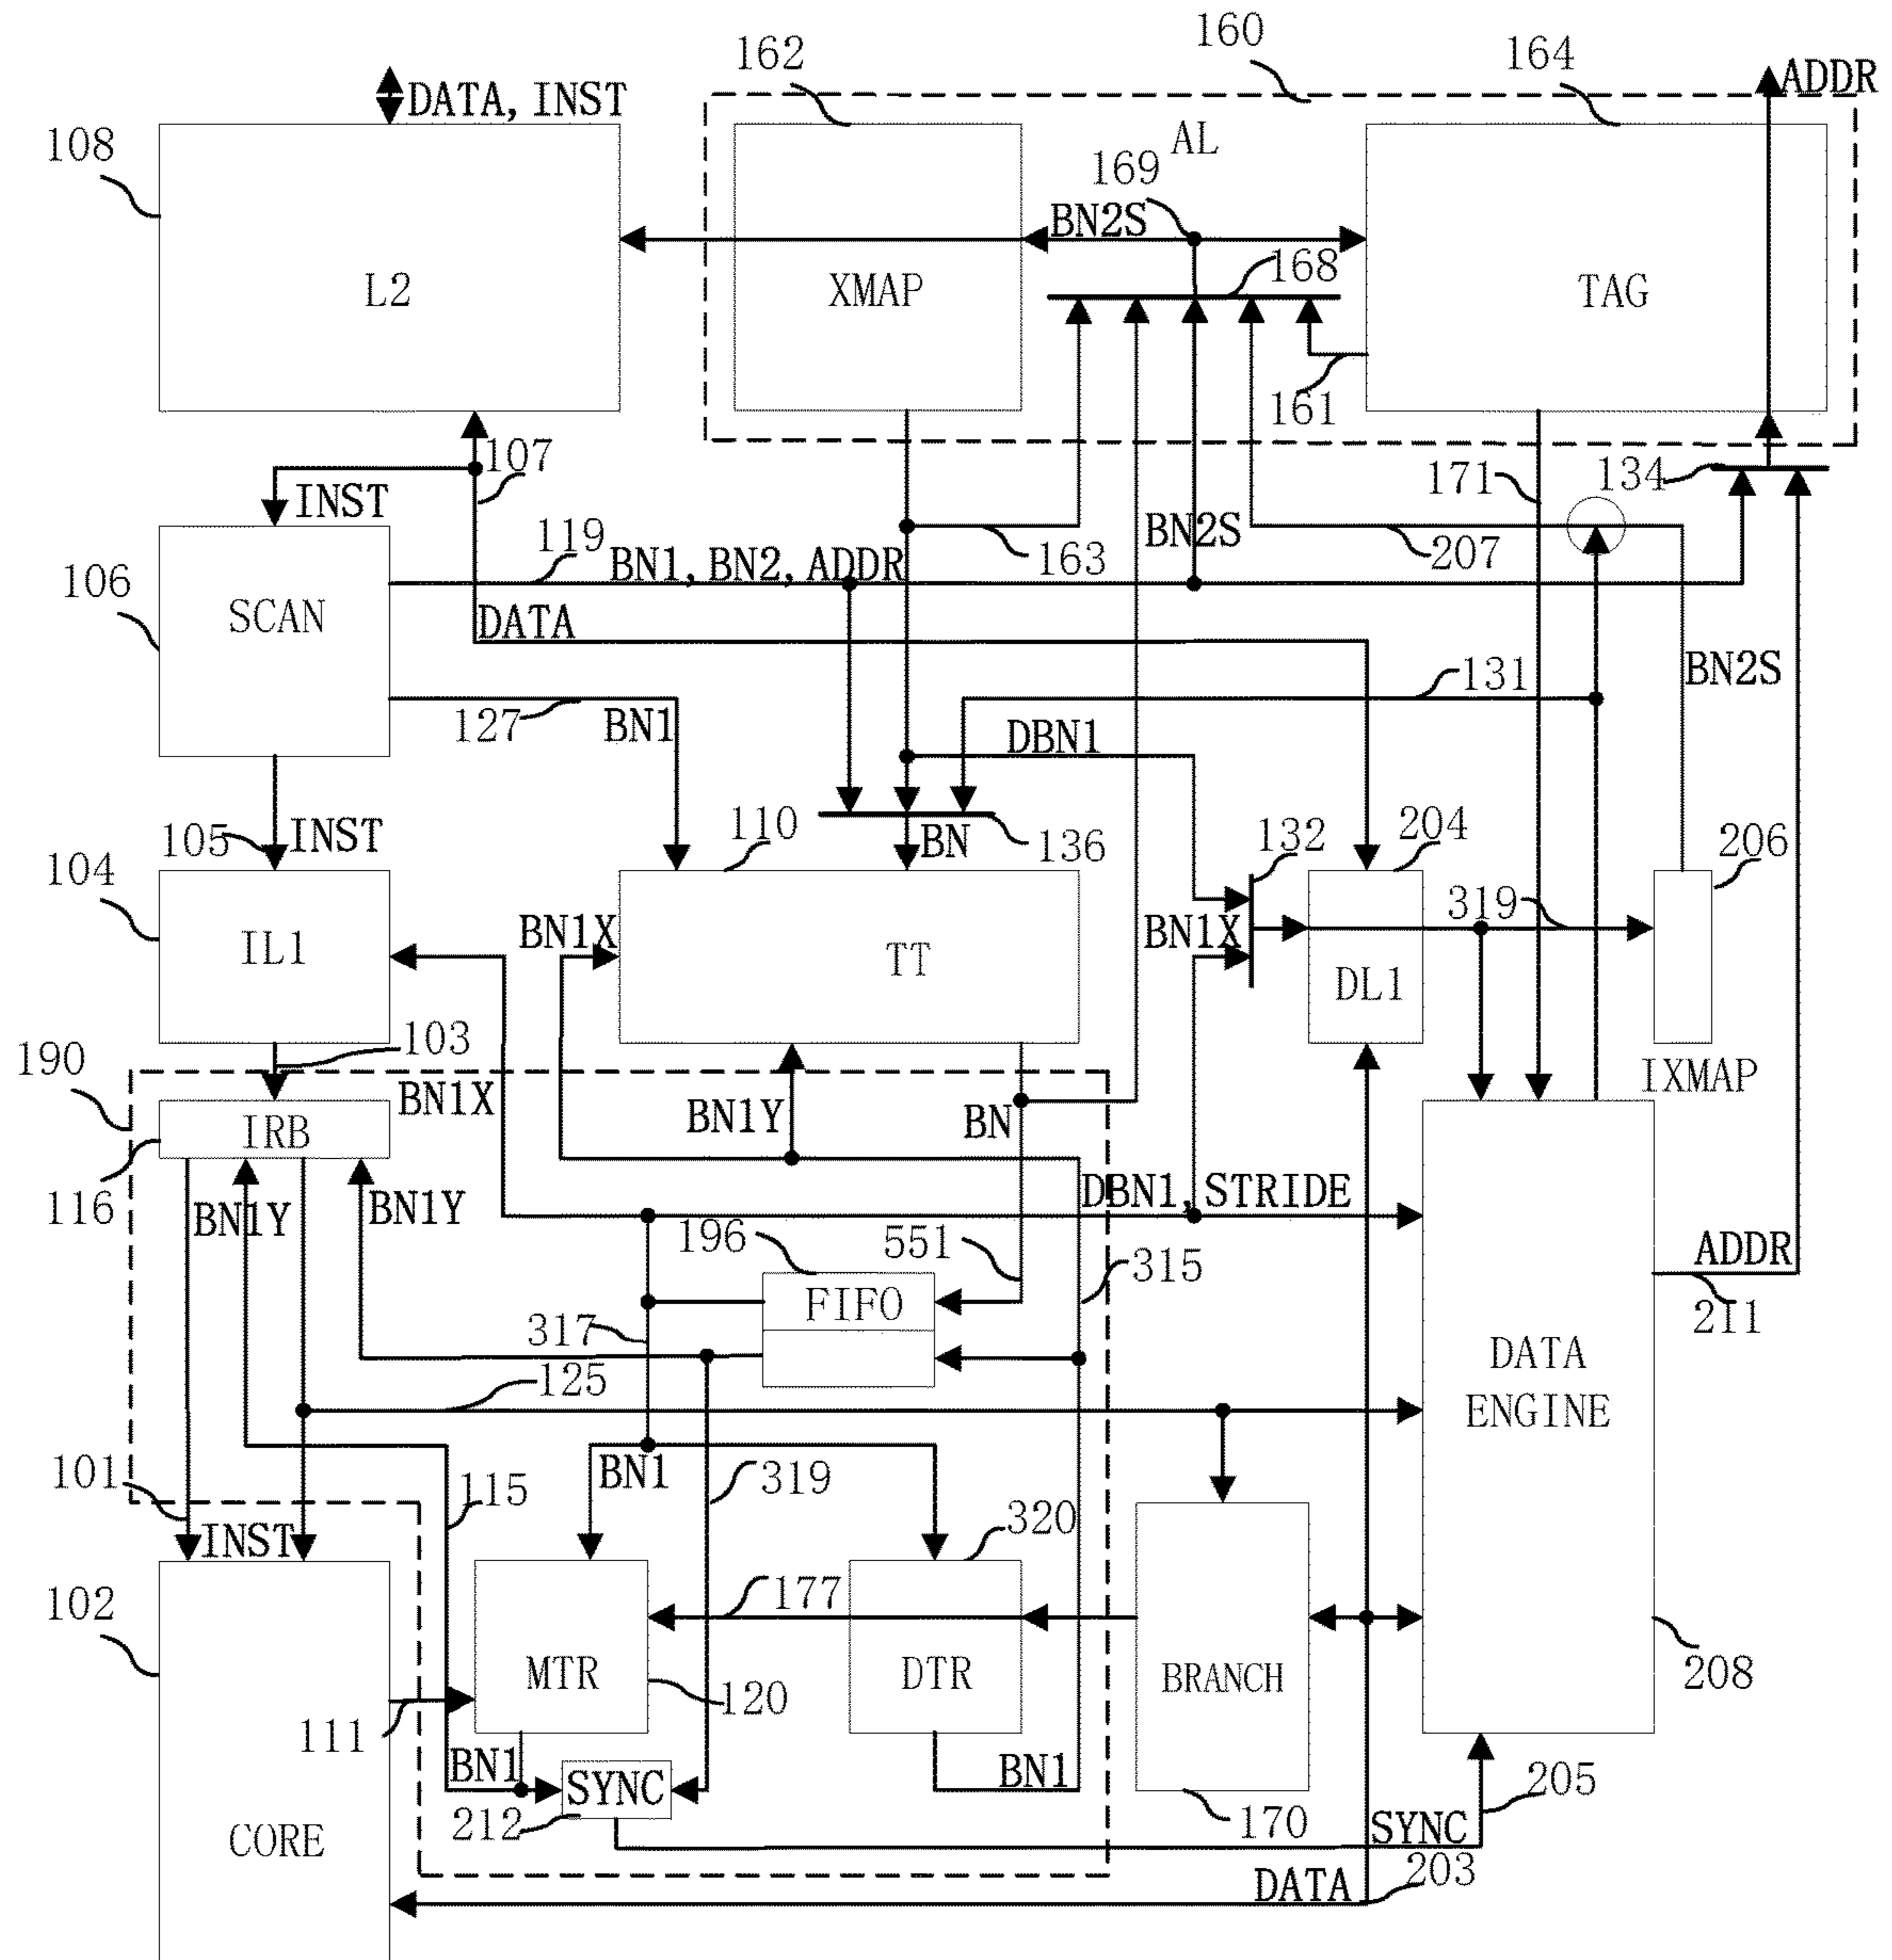 160
162
164
ADDR
DATA, INST
108
AL
169
BN2S
168
L2
XMAP
TAG
161
107
INST
171
134
119
BN2S
163
207
BN1, BN2, ADDR
106
SCAN
DATA
BN2S
131
127
BN1
DBN1
105
INST
110
BN
136
132
204
206
104
319
BN1X
BN1X
IL1
TT
DL1
103
190
BN1X
IXMAP
BN1Y
BN
IRB
116
BN1Y
BN1Y
DBN1, STRIDE
196
551
315
ADDR
FIFO
211
317
DATA
ENGINE
125
101
BN1
115
319
320
INST
102
177
MTR
DTR
BRANCH
208
120
111
BN1
SYNC
BN1
205
212
170
SYNC
CORE
203
DATA